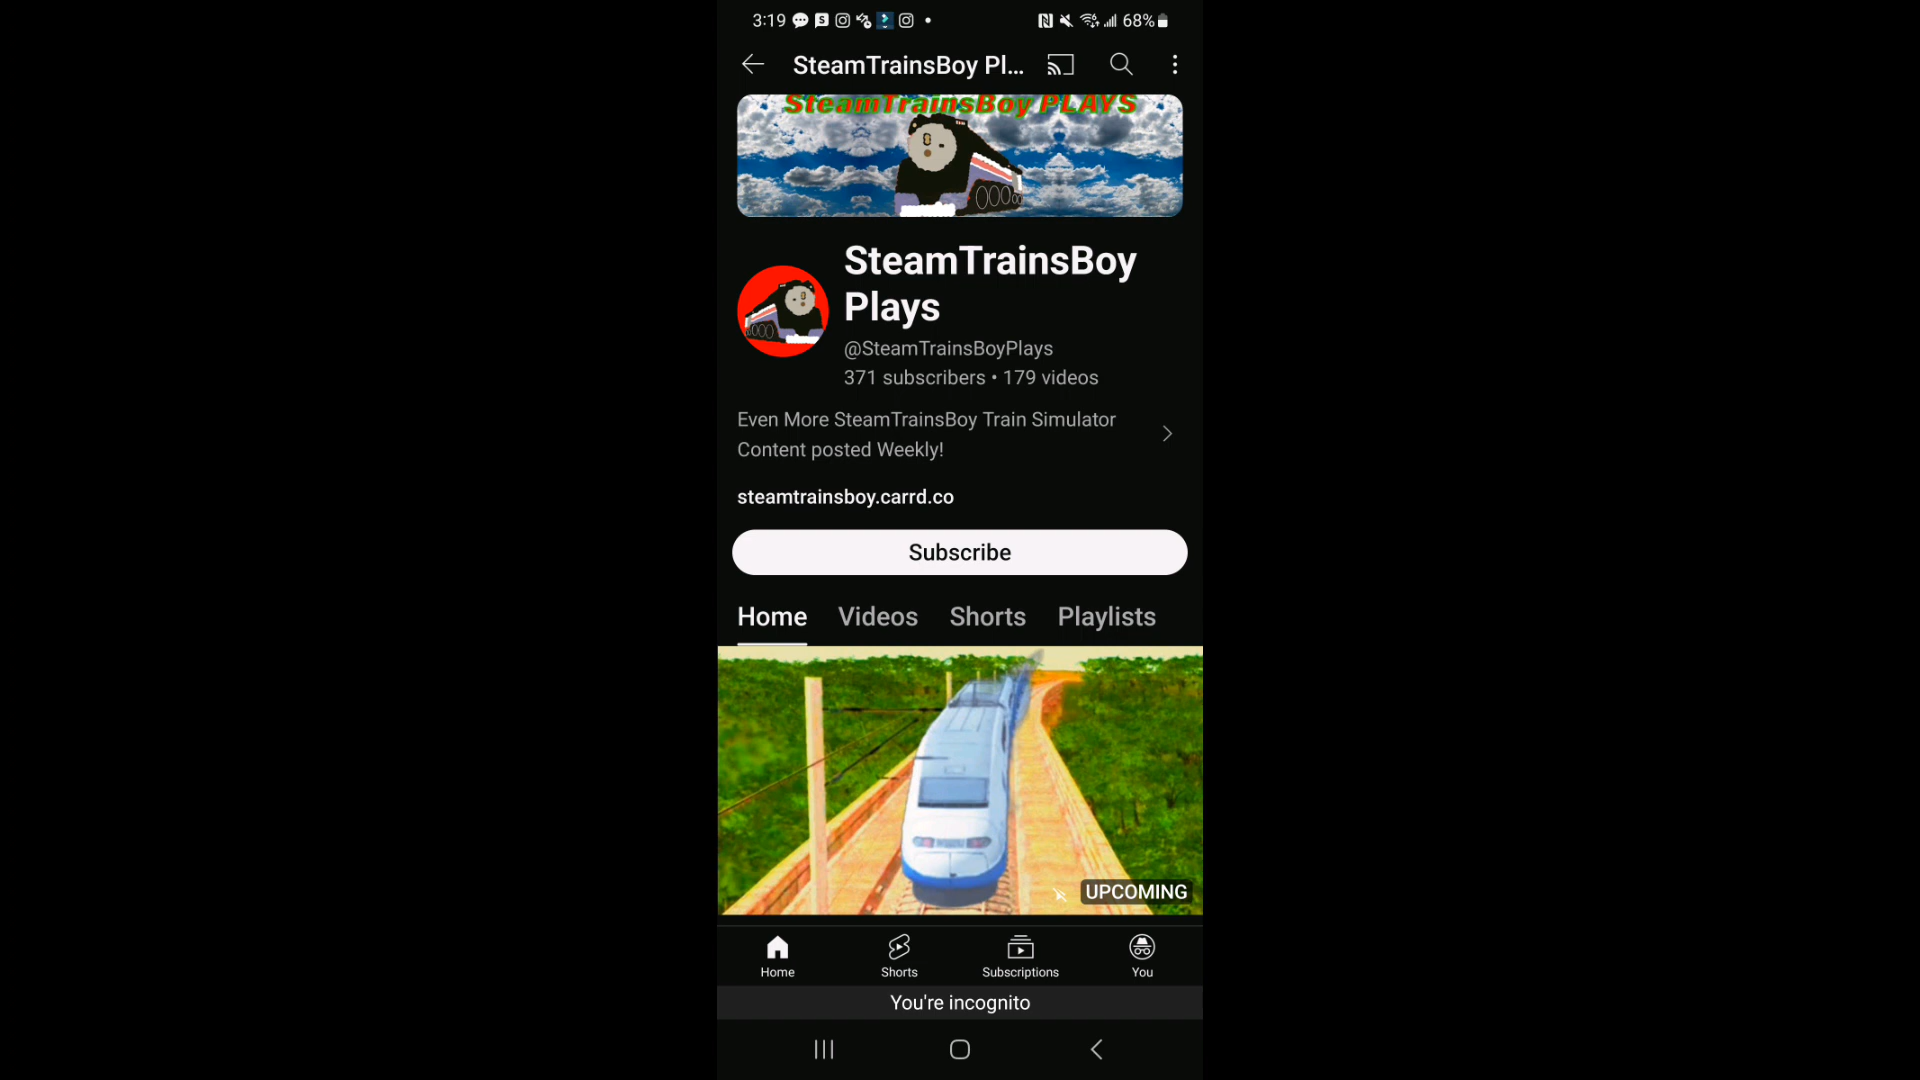 3:19
68%
SteamTrainsBoy Pl...
SteamTrainsBoy PLAYS
SteamTrainsBoy
Plays
@SteamTrainsBoyPlays
371 subscribers • 179 videos
Even More SteamTrainsBoy Train Simulator
Content posted Weekly!
steamtrainsboy.carrd.co
Subscribe
Home Videos Shorts Playlists
UPCOMING
Home Shorts Subscriptions You
You're incognito